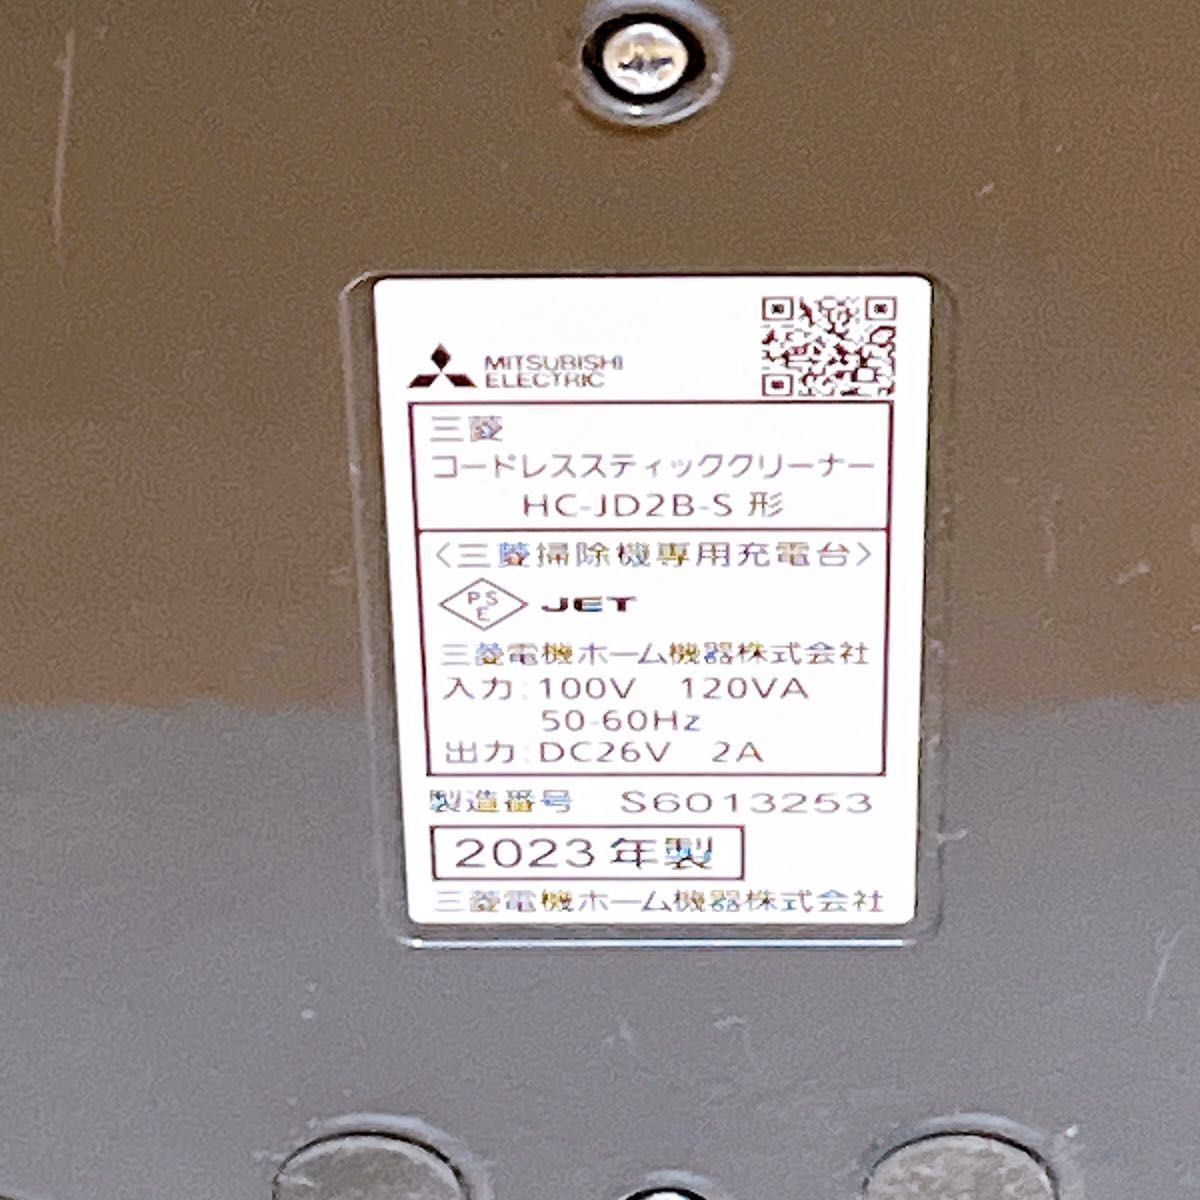 MITSUBISHI
ELECTRIC
三菱
コードレススティッククリーナー
HC-JD2B-S 形
〈三菱掃除機専用充電台〉
PSE JET
三菱電機ホーム機器株式会社
入力:100V 120VA
50-60Hz
出力:DC26V 2A
製造番号 S6013253
2023年製
三菱電機ホーム機器株式会社